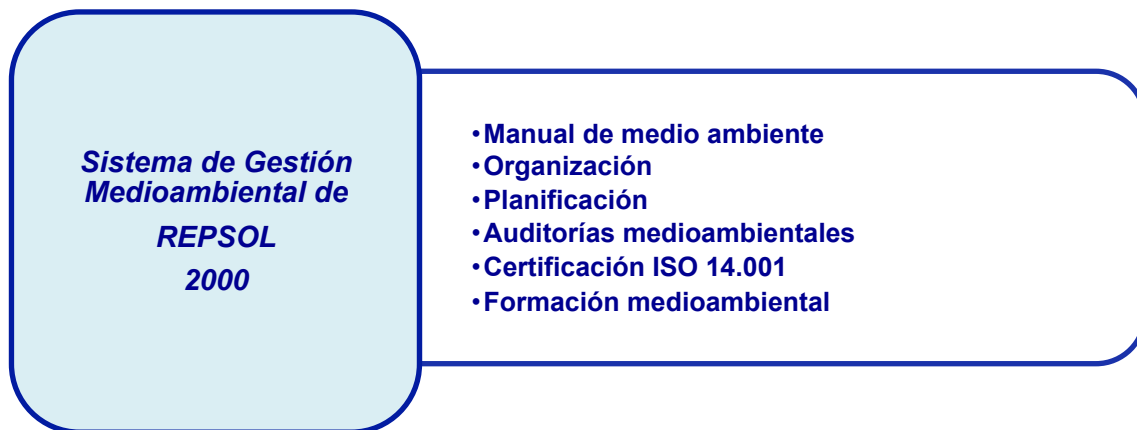 Sistema de Gestión
Medioambiental de
REPSOL
2000
•Manual de medio ambiente
•Organización
•Planificación
•Auditorías medioambientales
•Certificación ISO 14.001
•Formación medioambiental